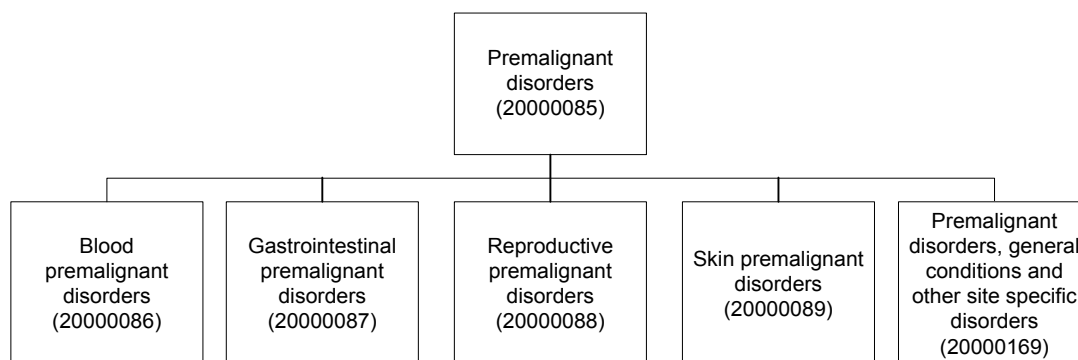 Premalignant
disorders
(20000085)
Blood
premalignant
disorders
(20000086)
Gastrointestinal
premalignant
disorders
(20000087)
Reproductive
premalignant
disorders
(20000088)
Skin premalignant
disorders
(20000089)
Premalignant
disorders, general
conditions and
other site specific
disorders
(20000169)